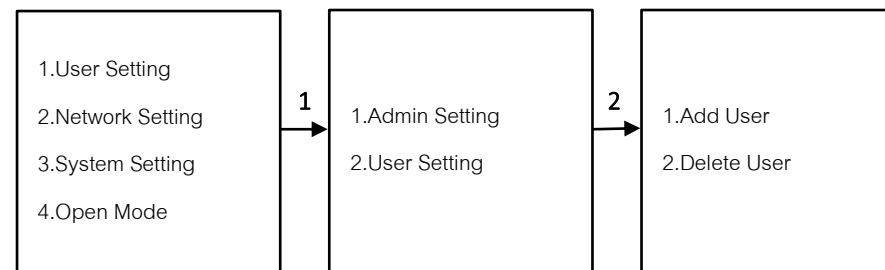 1.User Setting
2.Network Setting
3.System Setting
4.Open Mode
1
1.Admin Setting
2.User Setting
2
1.Add User
2.Delete User